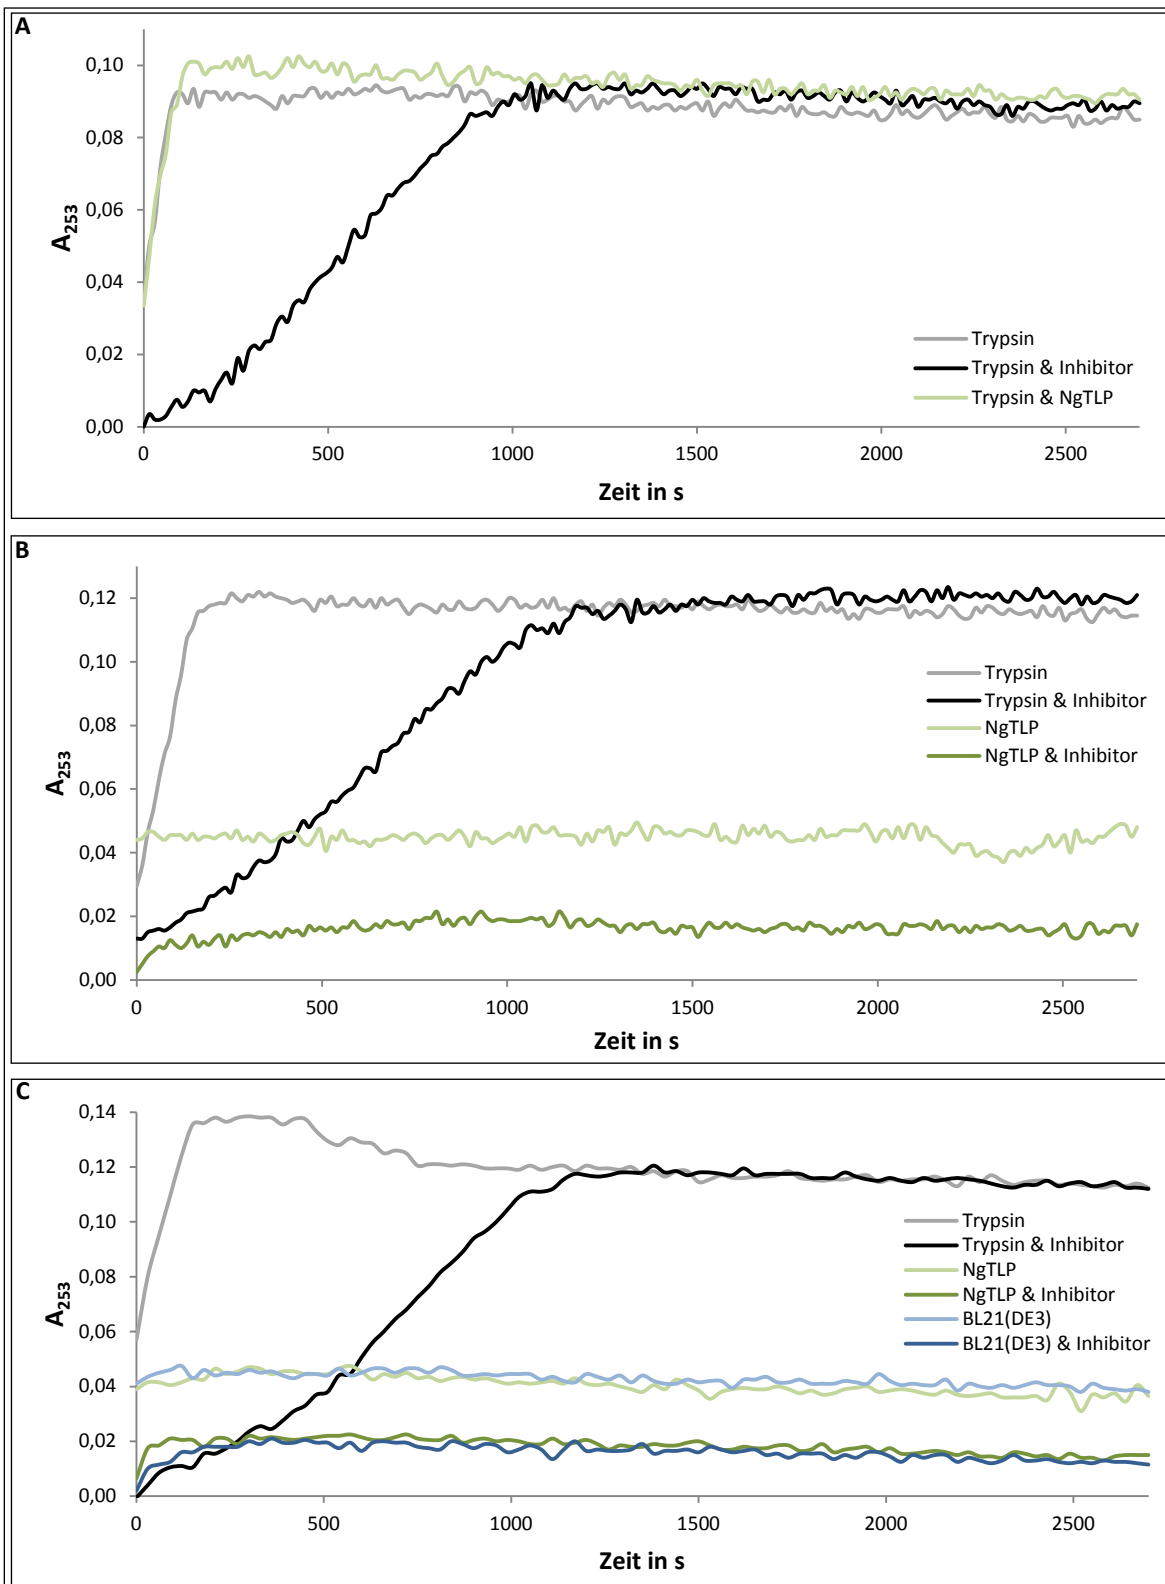 A
0,10
0,08
0,06
0,04
0,02
0,00
A253
0 500 1000 1500 2000 2500
Zeit in s
Trypsin
Trypsin & Inhibitor
Trypsin & NgTLP
B
0,12
0,10
0,08
0,06
0,04
0,02
0,00
A253
0 500 1000 1500 2000 2500
Zeit in s
Trypsin
Trypsin & Inhibitor
NgTLP
NgTLP & Inhibitor
C
0,14
0,12
0,10
0,08
0,06
0,04
0,02
0,00
A253
0 500 1000 1500 2000 2500
Zeit in s
Trypsin
Trypsin & Inhibitor
NgTLP
NgTLP & Inhibitor
BL21(DE3)
BL21(DE3) & Inhibitor